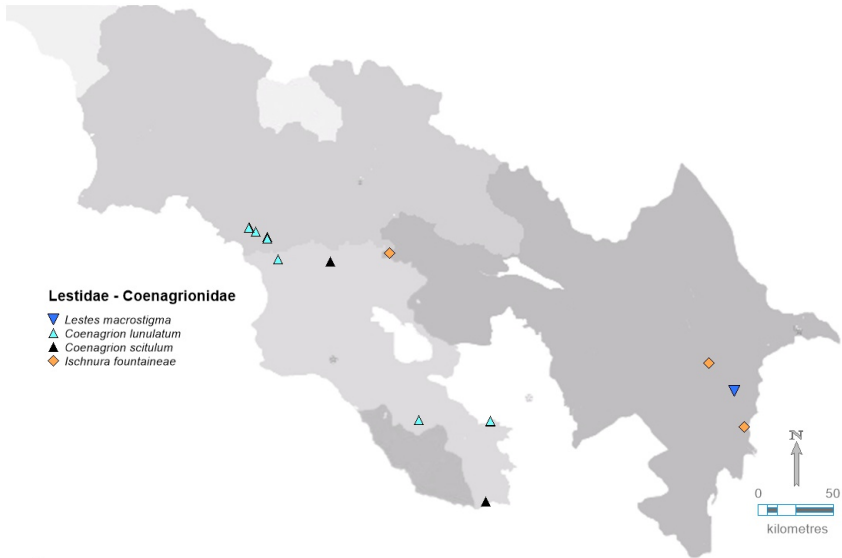 Lestidae - Coenagrionidae
Lestes macrostigma
Coenagrion lunulatum
Coenagrion scitulum
Ischnura fountaineae
N
0 50
kilometres